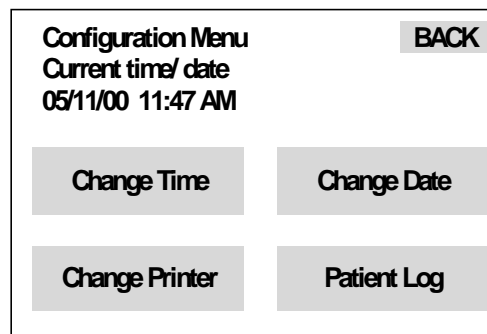 Configuration Menu BACK
Current time/ date
05/11/00 11:47 AM
Change Time Change Date
Change Printer Patient Log